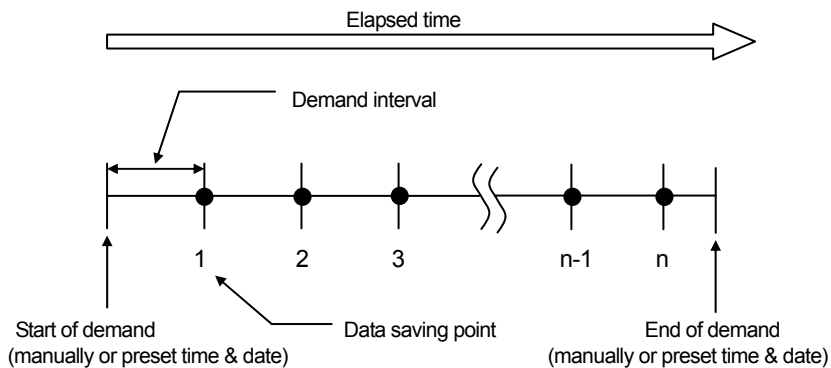 Elapsed time
Demand interval
1
2
3
n-1
n
Start of demand
(manually or preset time & date)
Data saving point
End of demand
(manually or preset time & date)